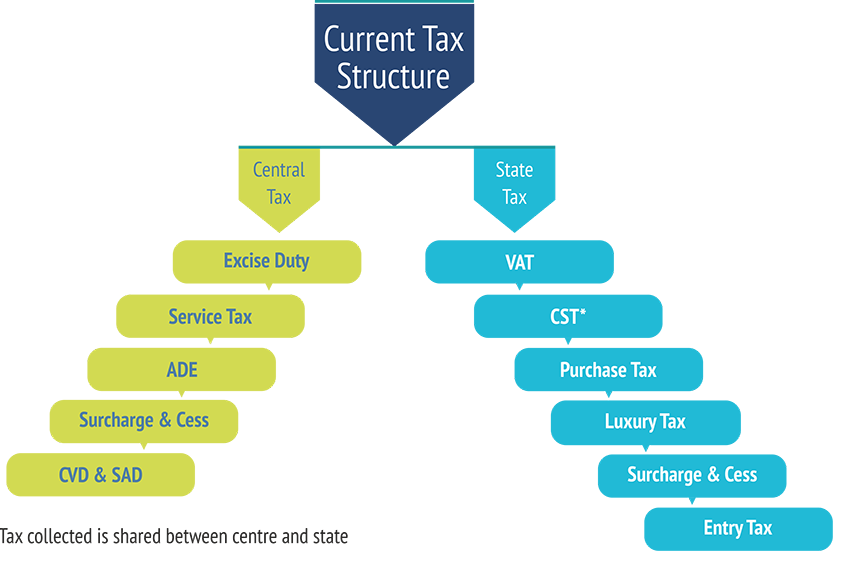 Current Tax
Structure
Central
Tax
Excise Duty
Service Tax
ADE
Surcharge & Cess
CVD & SAD
State
Tax
VAT
CST*
Purchase Tax
Luxury Tax
Surcharge & Cess
Entry Tax
Tax collected is shared between centre and state